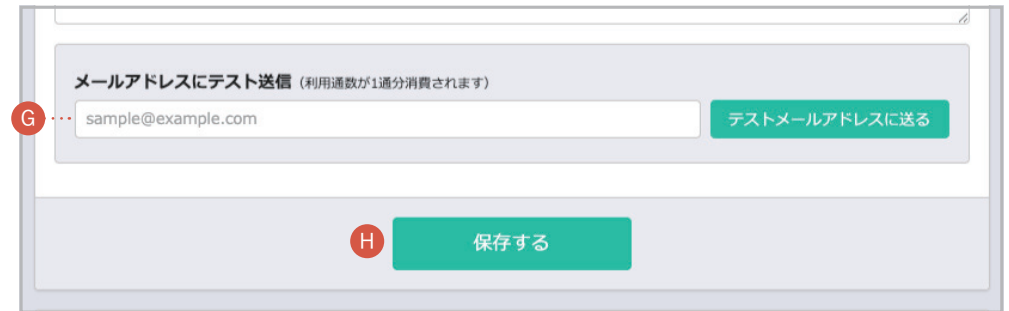 メールアドレスにテスト送信（利用通数が1通分消費されます）
G sample@example.com テストメールアドレスに送る
H 保存する